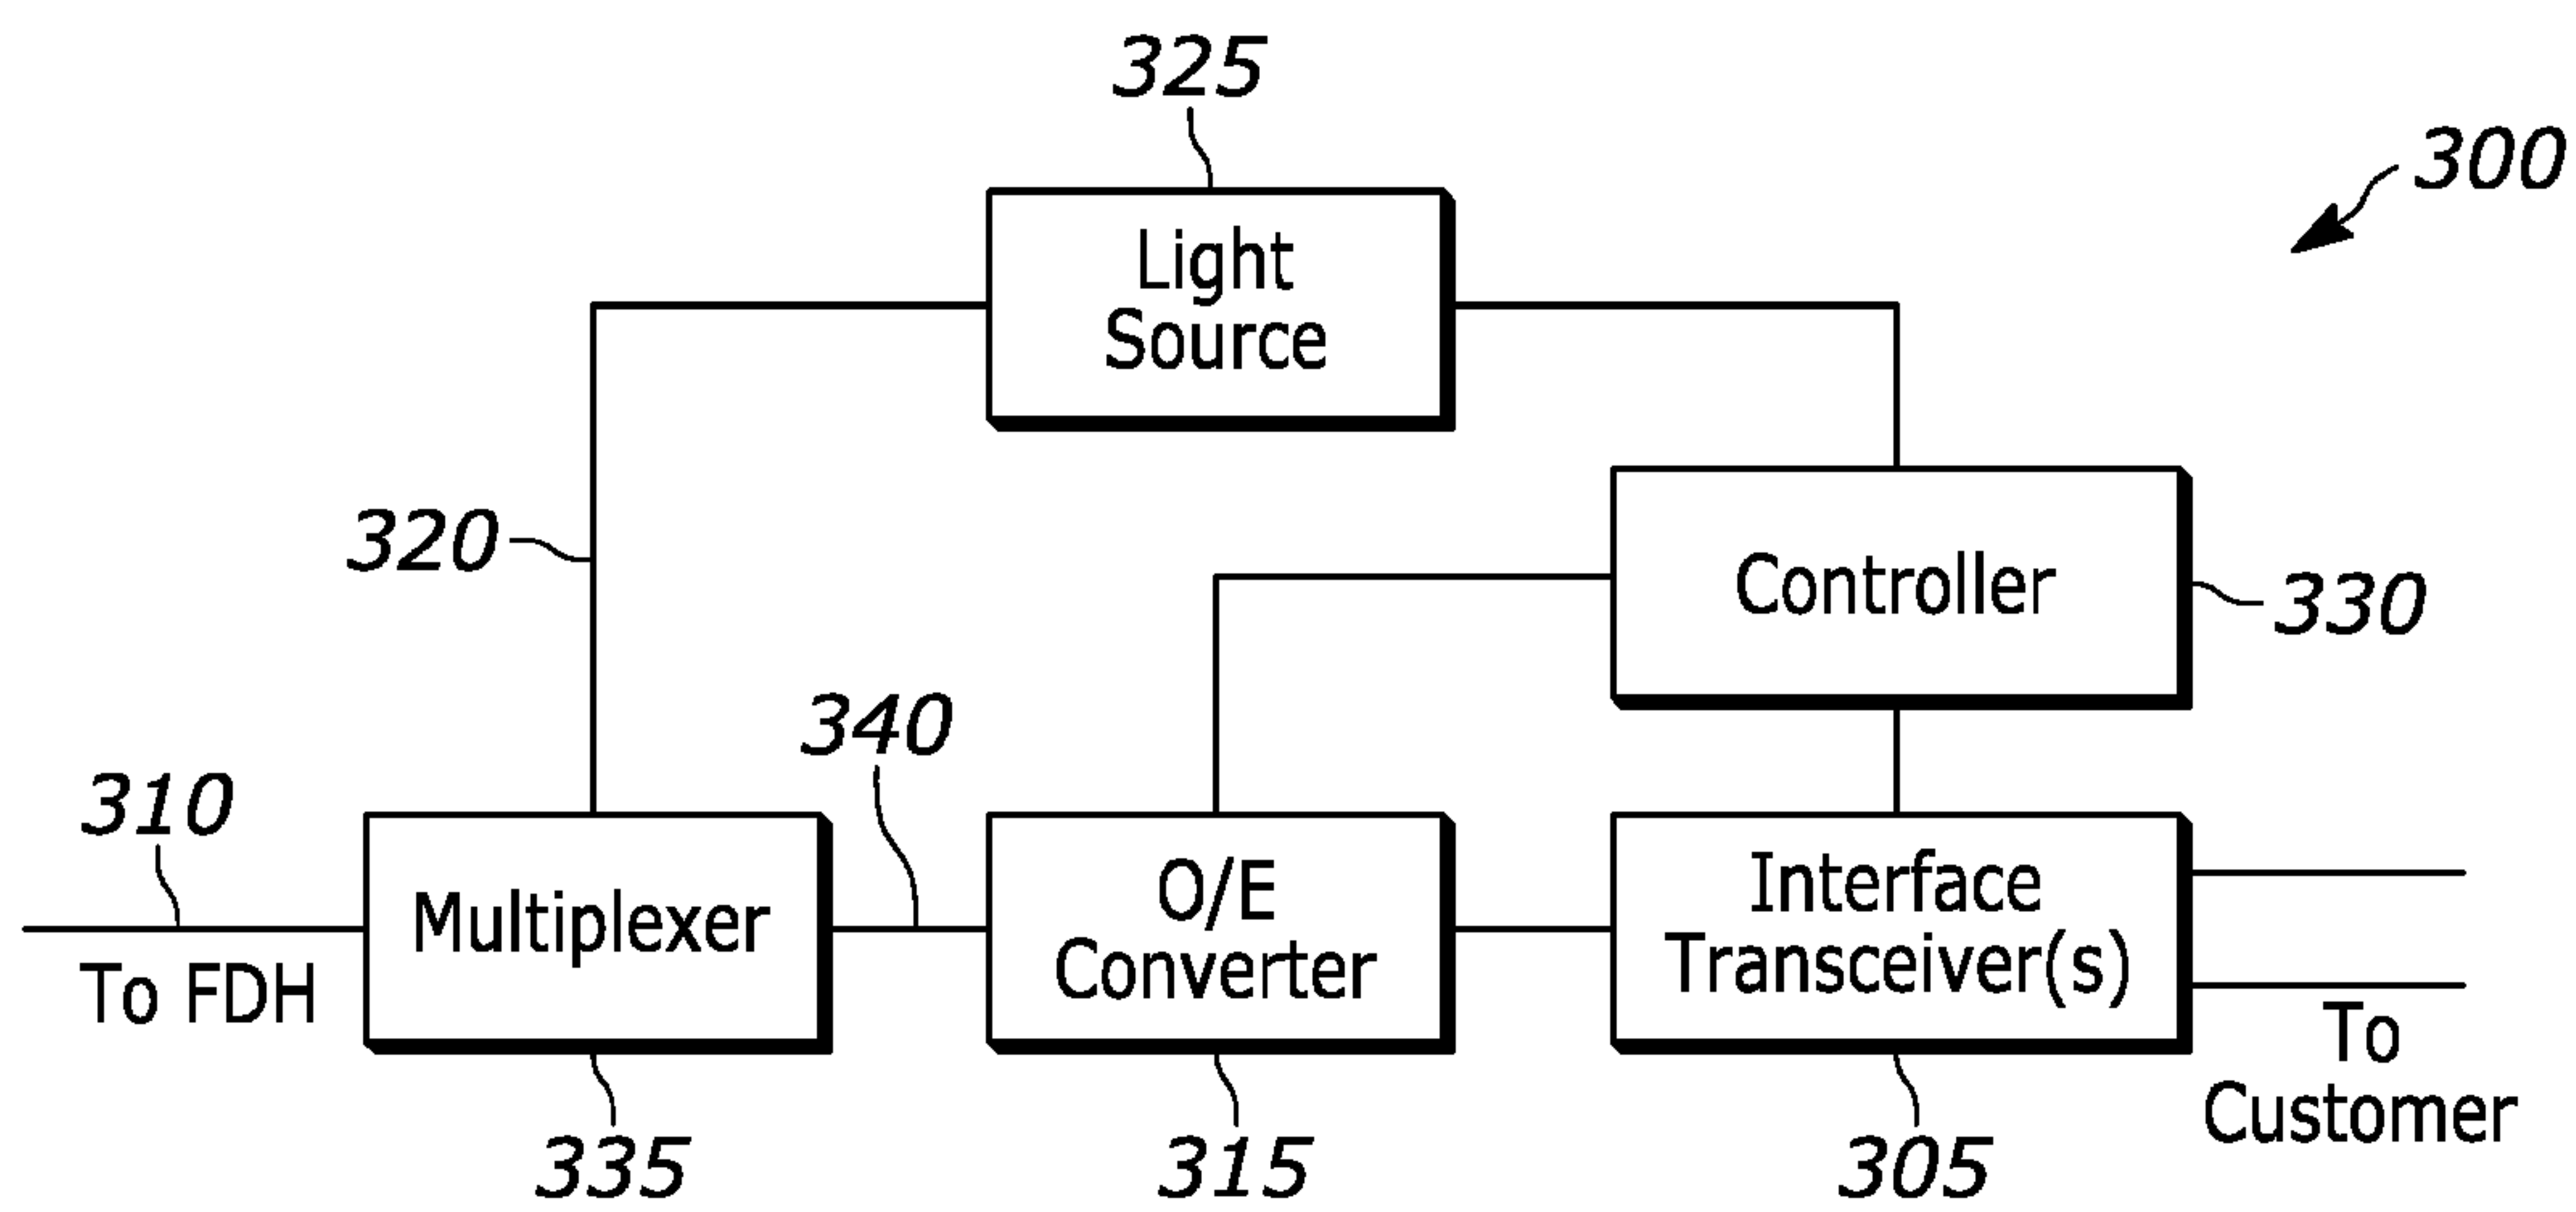 325
300
Light
Source
320
Controller
330
340
310
Multiplexer
To FDH
O/E
Converter
Interface
Transceiver(s)
To
Customer
335
315
305